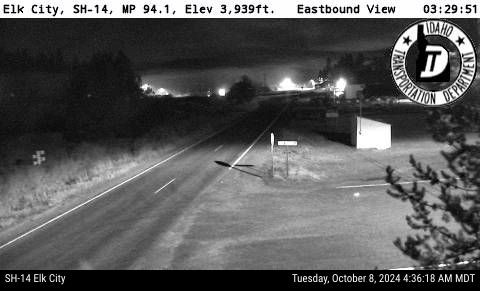 Elk City, SH-14, MP 94.1, Elev 3,939ft. Eastbound View 03:29:51
IDAHO
TRANSPORTATION DEPARTMENT
SH-14 Elk City Tuesday, October 8, 2024 4:36:18 AM MDT